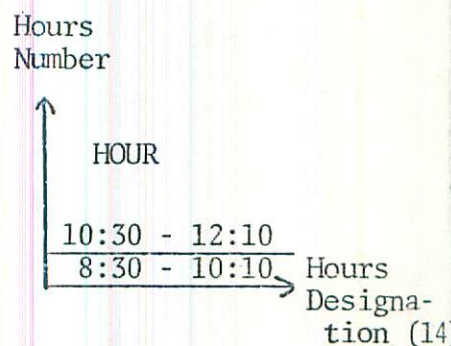 Hours
Number
HOUR
10:30 - 12:10
8:30 - 10:10
Hours
Designa-
tion (14)